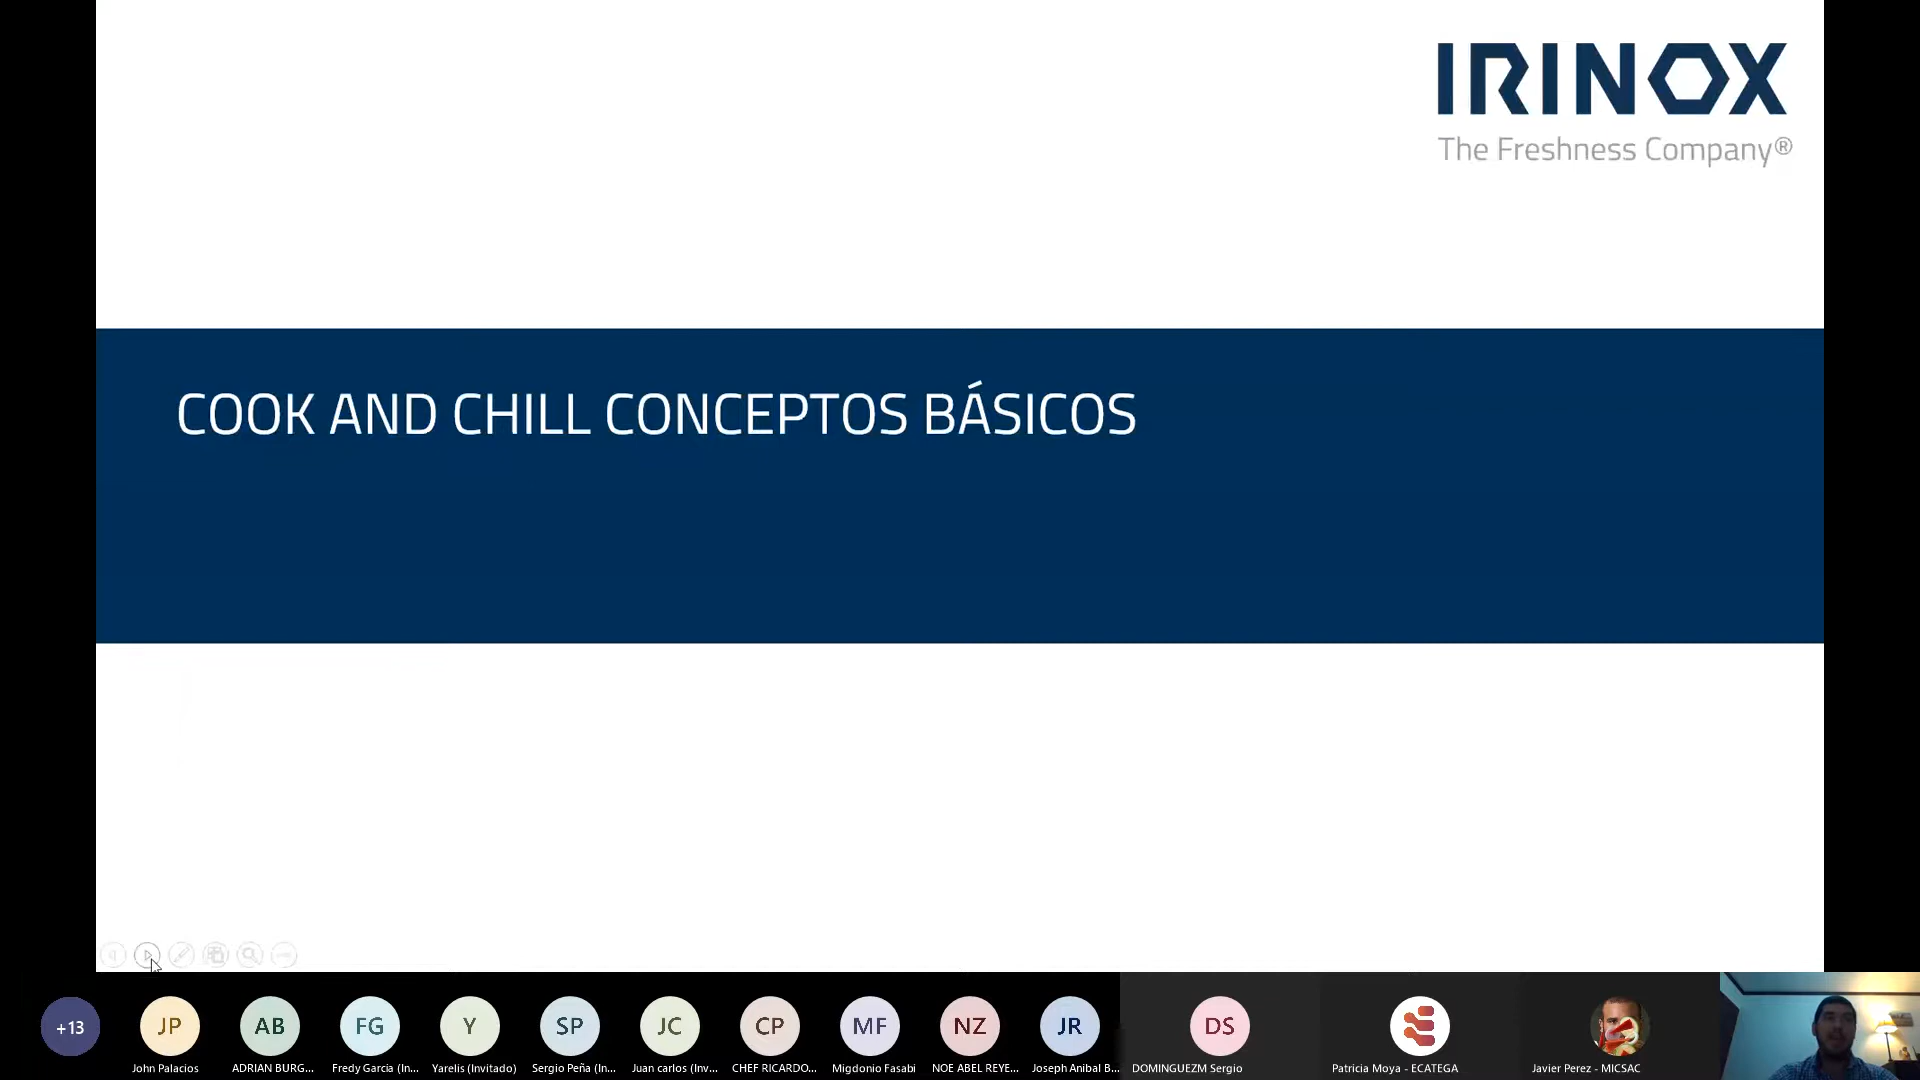 IRINOX
The Freshness Company®
COOK AND CHILL CONCEPTOS BÁSICOS
+13
JP
AB
FG
Y
SP
JC
CP
MF
NZ
JR
DS
John Palacios
ADRIAN BURG...
Fredy Garcia (In...
Yarelis (Invitado)
Sergio Peña (In...
Juan carlos (Inv...
CHEF RICARDO...
Migdonio Fasabi
NOE ABEL REYE...
Joseph Anibal B...
DOMINGUEZM Sergio
Patricia Moya - ECATEGA
Javier Perez - MICSAC